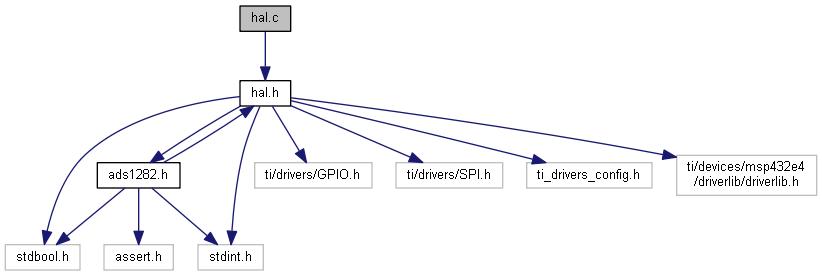 hal.c
hal.h
ads1282.h
ti/drivers/GPIO.h
ti/drivers/SPI.h
ti_drivers_config.h
ti/devices/msp432e4
/driverlib/driverlib.h
stdbool.h
assert.h
stdint.h